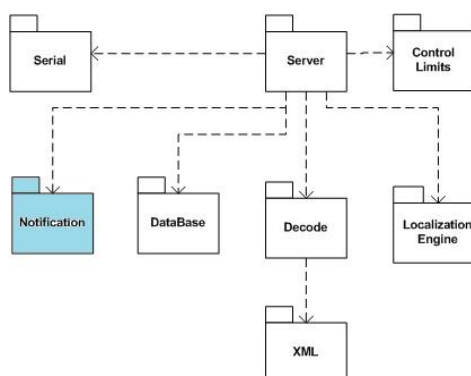 Serial
Server
Control
Limits
Notification
DataBase
Decode
Localization
Engine
XML